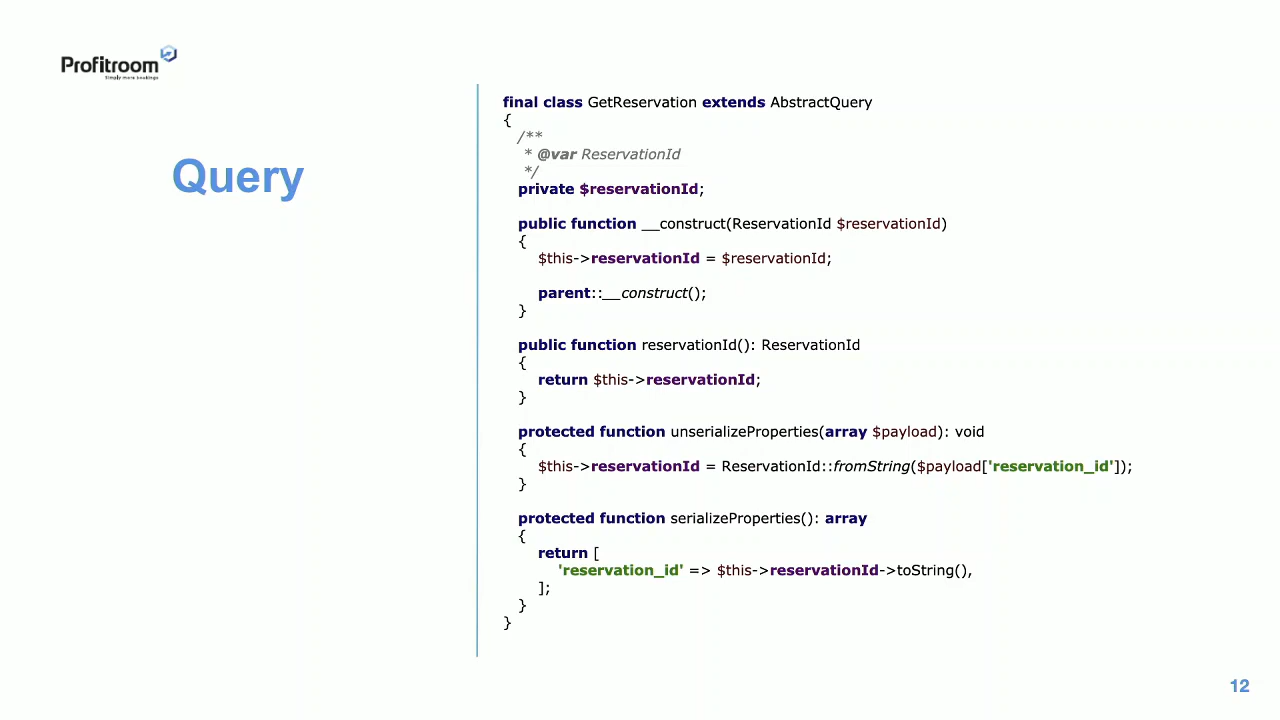 Profitroom
Simply more bookings
Query
final class GetReservation extends AbstractQuery
{
/**
* @var ReservationId
*/
private $reservationId;
public function __construct(ReservationId $reservationId)
{
$this->reservationId = $reservationId;
parent::__construct();
}
public function reservationId(): ReservationId
{
return $this->reservationId;
}
protected function unserializeProperties(array $payload): void
{
$this->reservationId = ReservationId::fromString($payload['reservation_id']);
}
protected function serializeProperties(): array
{
return [
'reservation_id' => $this->reservationId->toString(),
];
}
}
12